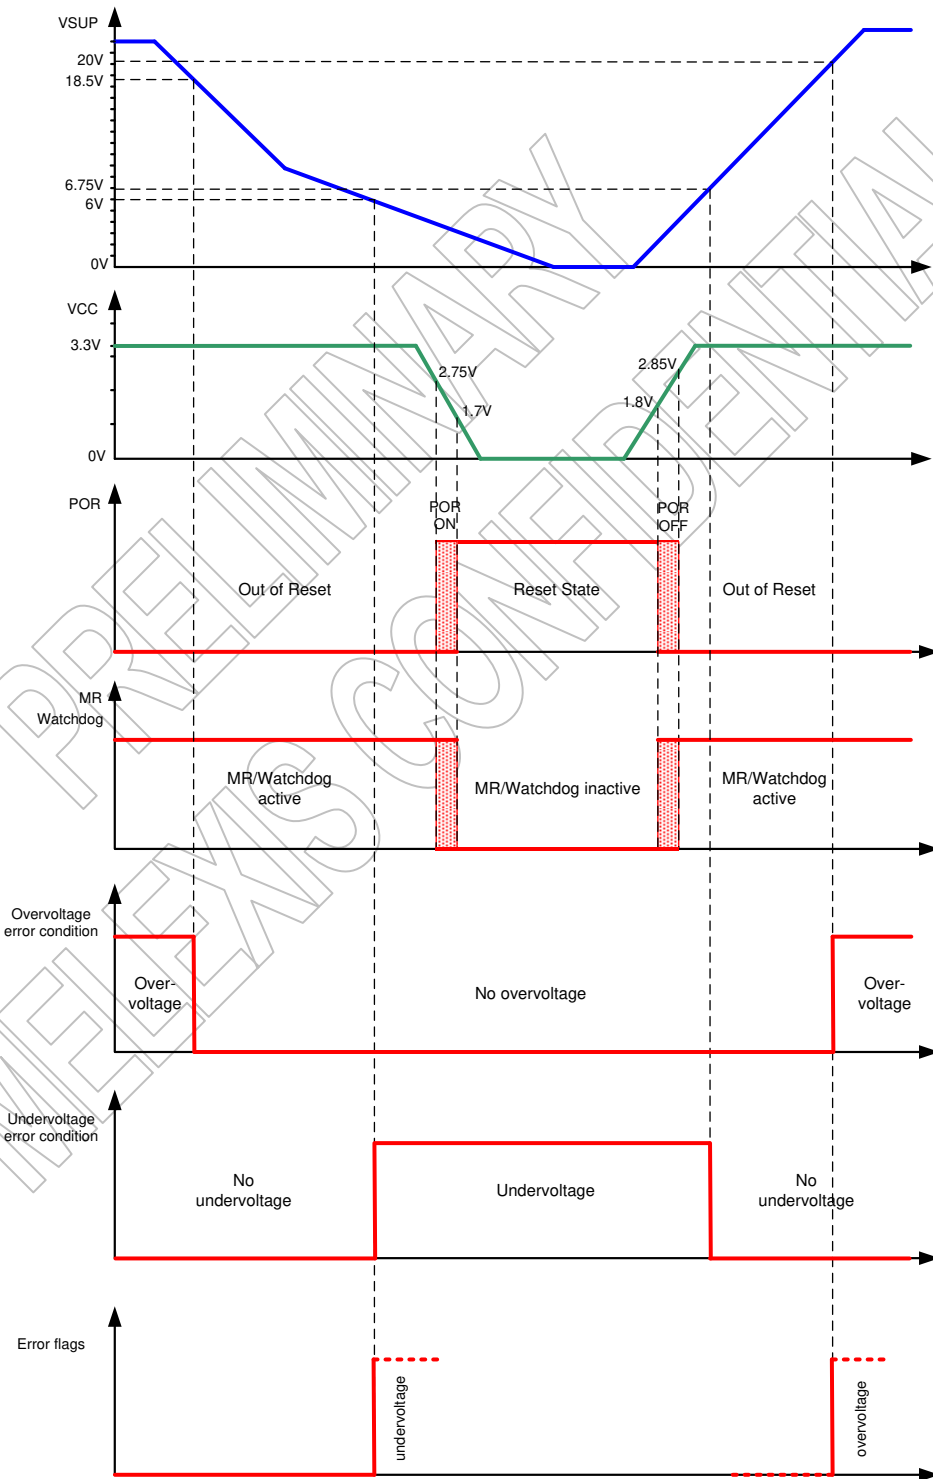 VSUP
20V
18.5V
6.75V
6V
0V
VCC
3.3V
2.75V
2.85V
1.7V
1.8V
0V
POR
POR
ON
POR
OFF
Out of Reset
Reset State
Out of Reset
MR
Watchdog
MR/Watchdog
active
MR/Watchdog inactive
MR/Watchdog
active
Overvoltage
error condition
Over-
voltage
No overvoltage
Over-
voltage
Undervoltage
error condition
No
undervoltage
Undervoltage
No
undervoltage
Error flags
undervoltage
overvoltage
PRELIMINARY
MELEXIS CONFIDENTIAL